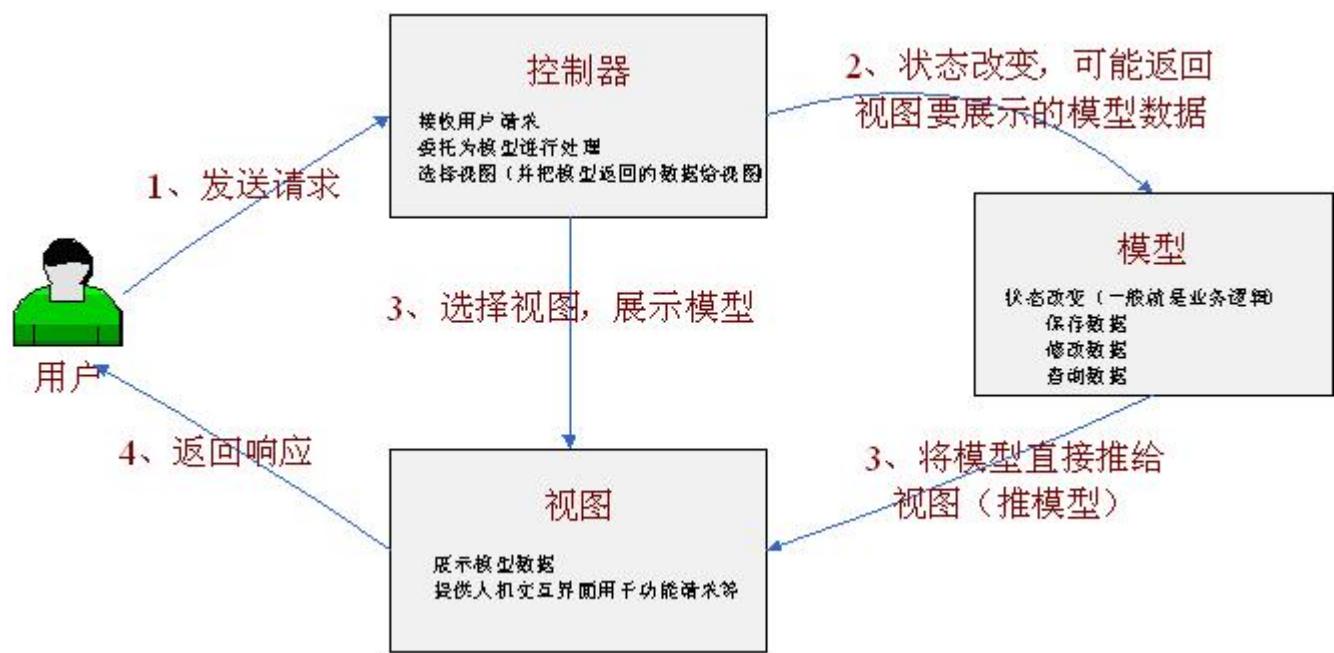 控制器
接收用户请求
委托为模型进行处理
选择视图（并把模型返回的数据给视图）
2、状态改变，可能返回
视图要展示的模型数据
1、发送请求
模型
状态改变（一般就是业务逻辑）
保存数据
修改数据
查询数据
3、选择视图，展示模型
用户
4、返回响应
3、将模型直接推给
视图（推模型）
视图
展示模型数据
提供人机交互界面用于功能请求等